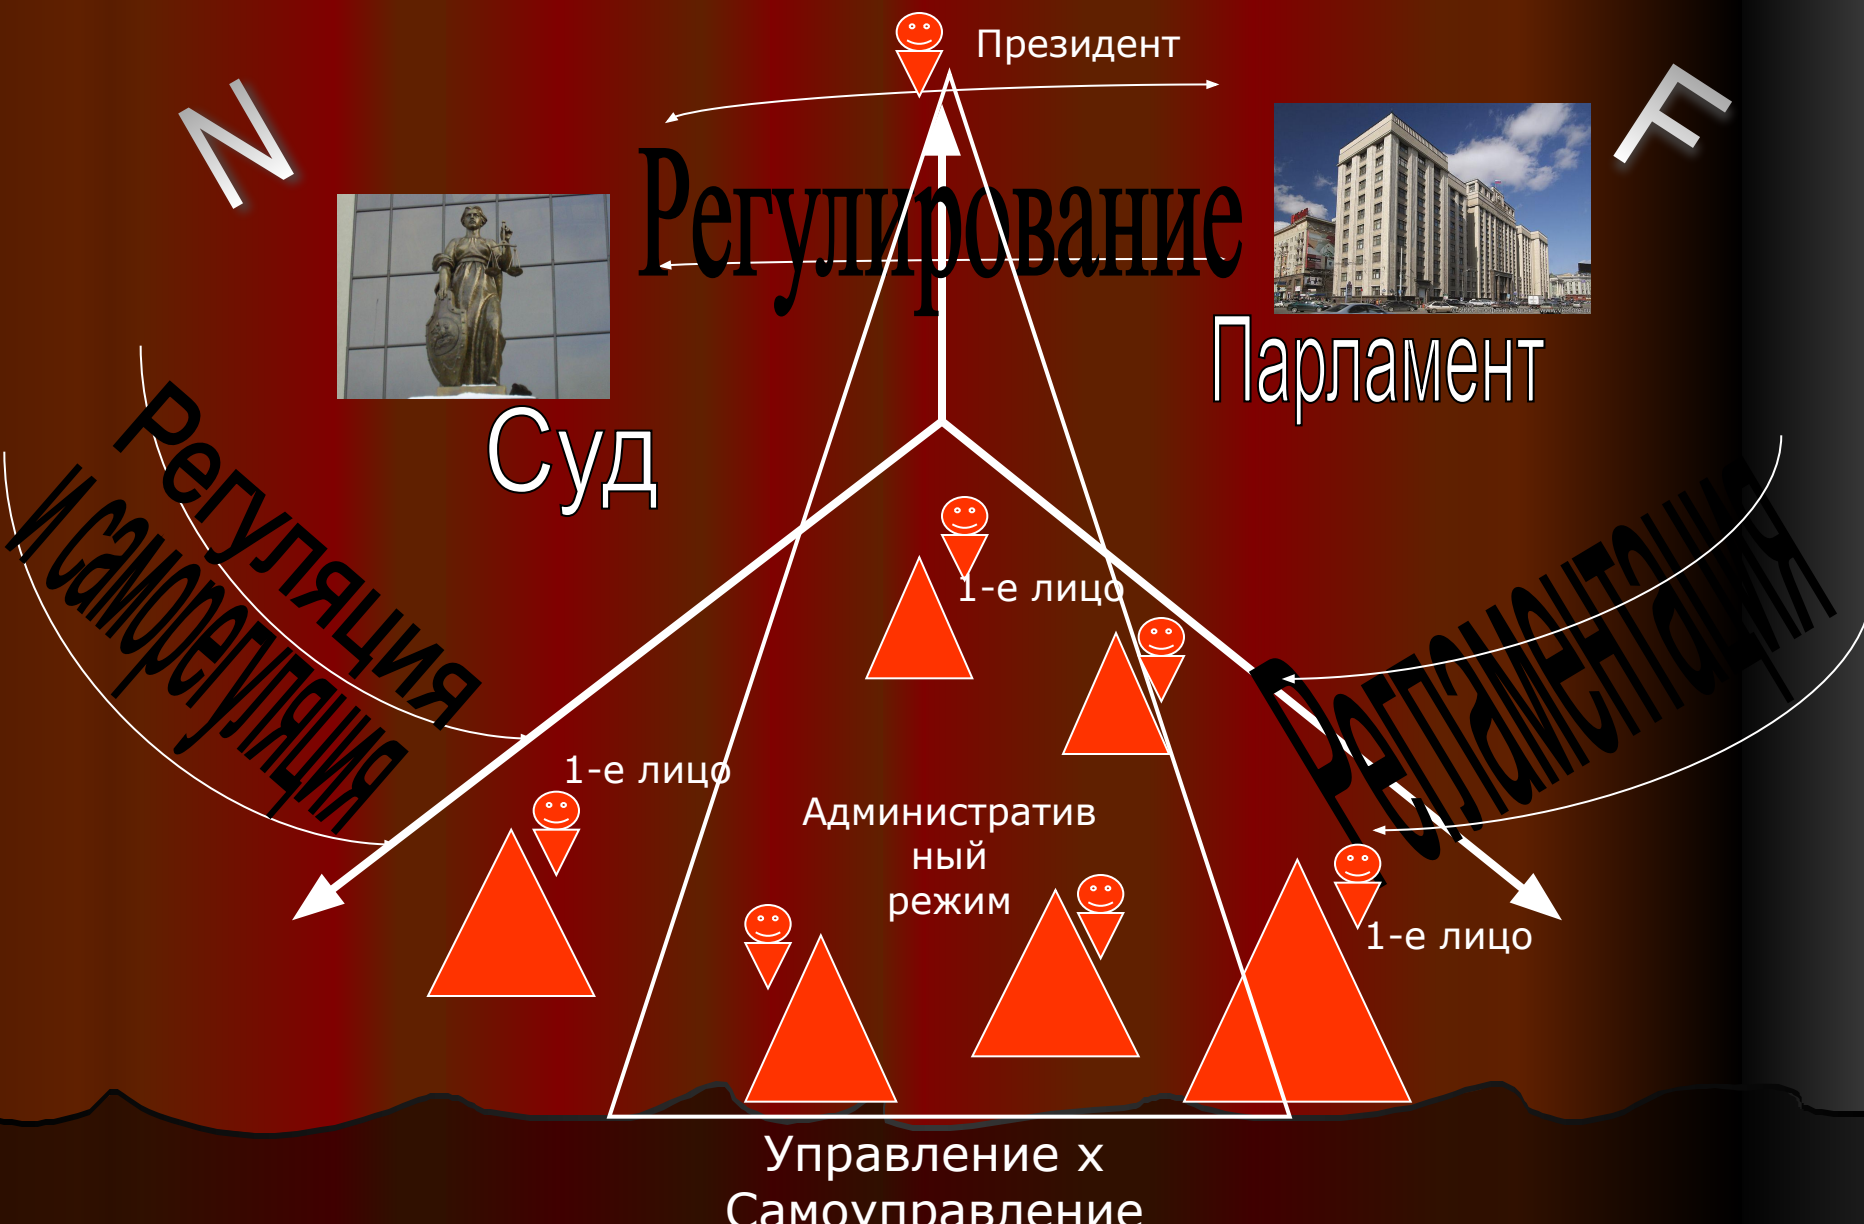 Президент
N
F
Регулирование
Парламент
Суд
Регуляция
и саморегуляция
Регламентация
1-е лицо
1-е лицо
Административ
ный
режим
1-е лицо
Управление х
Самоуправление